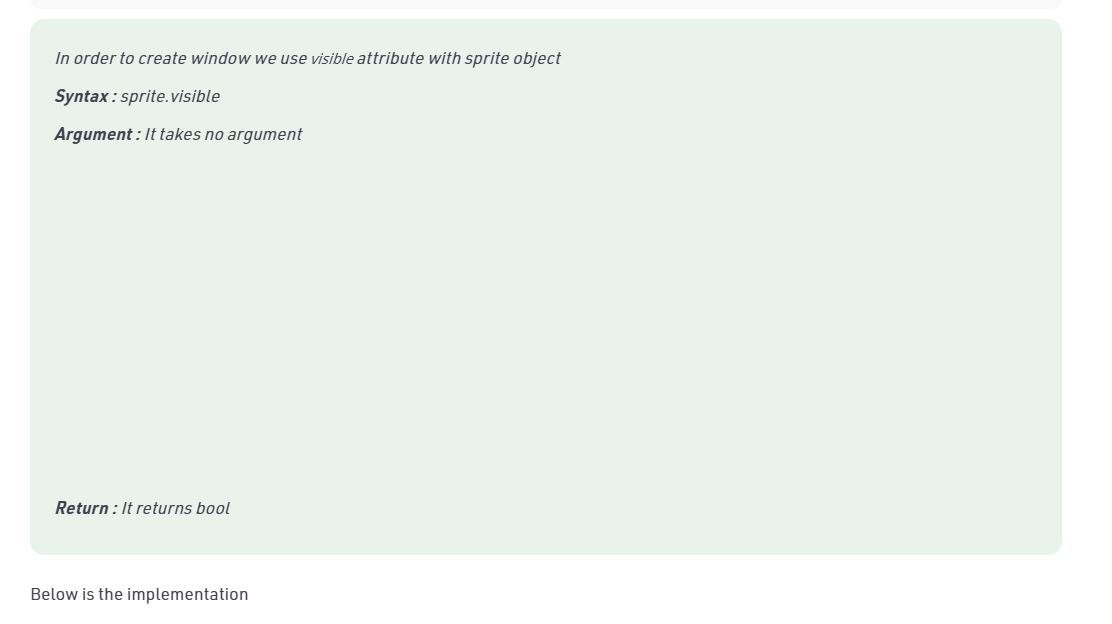 In order to create window we use visible attribute with sprite object
Syntax : sprite.visible
Argument : It takes no argument
Return : It returns bool
Below is the implementation